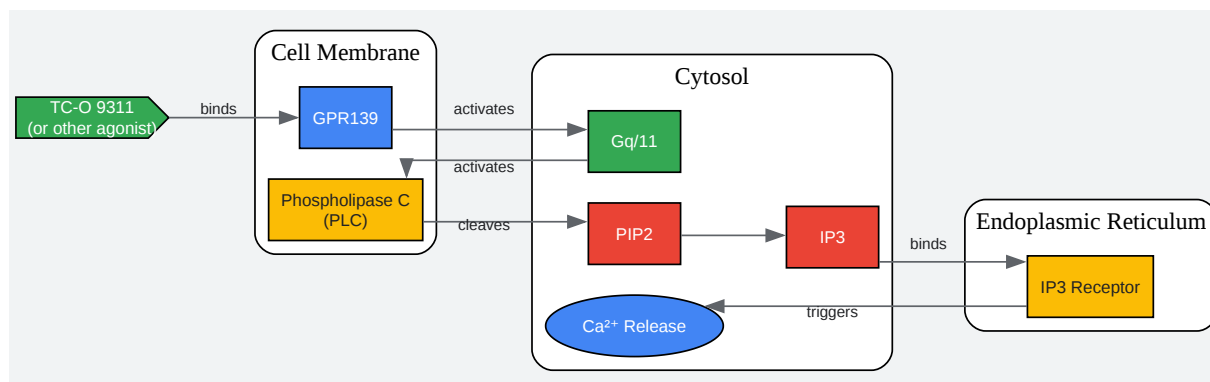 Cell Membrane
Cytosol
TC-O 9311
(or other agonist)
binds
GPR139
activates
Gq/11
activates
Phospholipase C
(PLC)
cleaves
PIP2
IP3
binds
Endoplasmic Reticulum
IP3 Receptor
triggers
Ca²⁺ Release